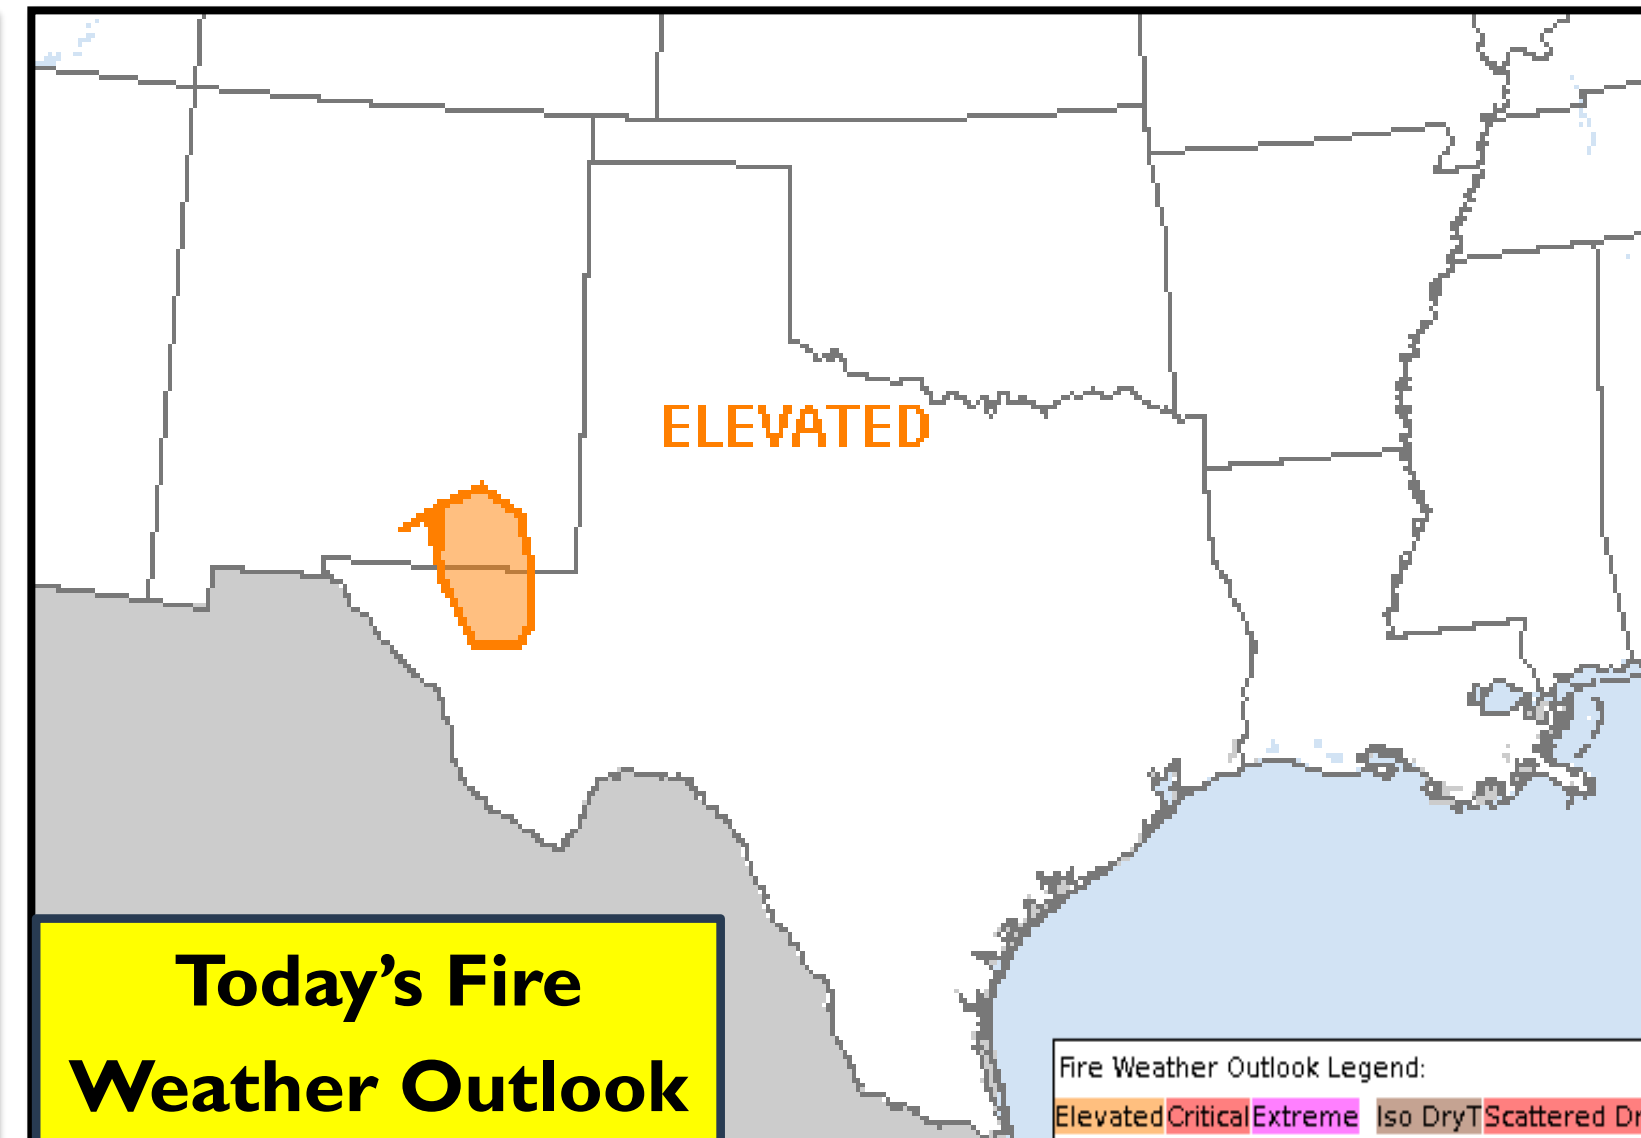 ELEVATED
Today’s Fire
Weather Outlook
Fire Weather Outlook Legend:
Elevated Critical Extreme Iso DryT Scattered